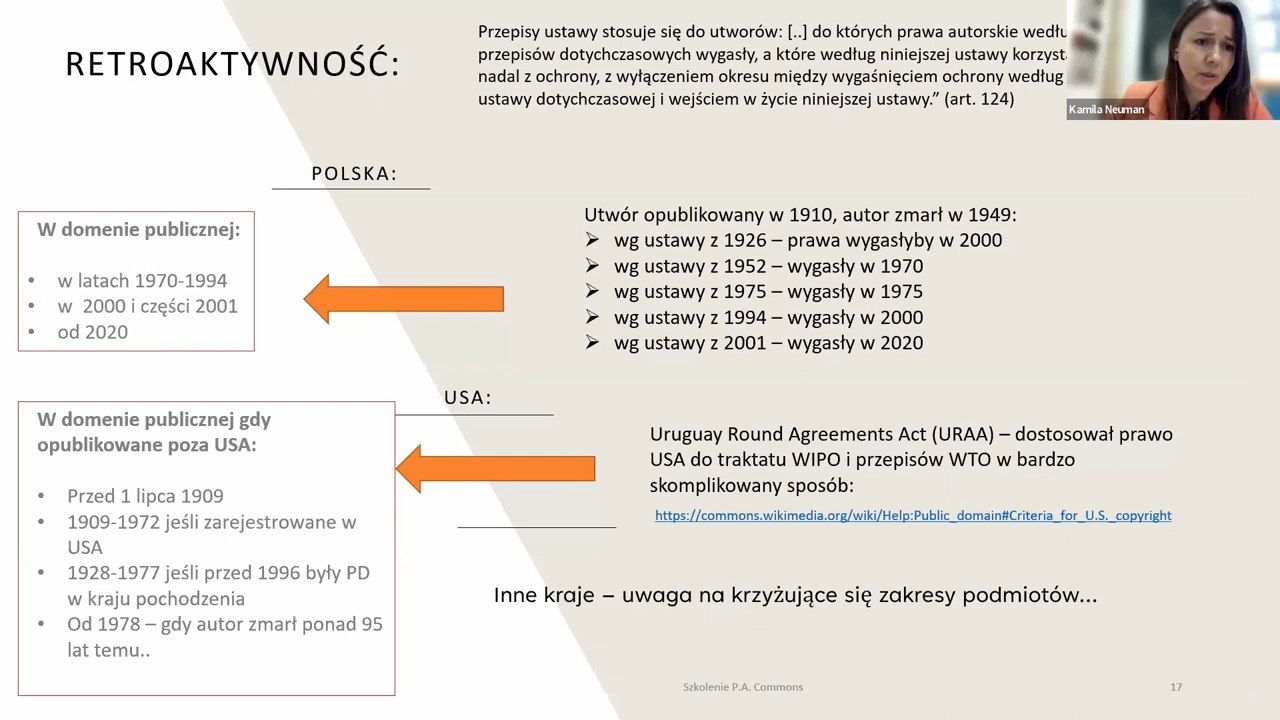 RETROAKTYWNOŚĆ:
Przepisy ustawy stosuje się do utworów: [..] do których prawa autorskie
przepisów dotychczasowych wygasły, a które według niniejszej ustawy
nadal z ochrony, z wyłączeniem okresu między wygaśnięciem ochrony według
ustawy dotychczasowej i wejściem w życie niniejszej ustawy.” (art. 124)
Kamila Neuman
POLSKA:
W domenie publicznej:
• w latach 1970-1994
• w 2000 i części 2001
• od 2020
Utwór opublikowany w 1910, autor zmarł w 1949:
➢ wg ustawy z 1926 – prawa wygasłyby w 2000
➢ wg ustawy z 1952 – wygasły w 1970
➢ wg ustawy z 1975 – wygasły w 1975
➢ wg ustawy z 1994 – wygasły w 2000
➢ wg ustawy z 2001 – wygasły w 2020
USA:
W domenie publicznej gdy
opublikowane poza USA:
• Przed 1 lipca 1909
• 1909-1972 jeśli zarejestrowane w
USA
• 1928-1977 jeśli przed 1996 były PD
w kraju pochodzenia
• Od 1978 – gdy autor zmarł ponad 95
lat temu..
Uruguay Round Agreements Act (URAA) – dostosował prawo
USA do traktatu WIPO i przepisów WTO w bardzo
skomplikowany sposób:
https://commons.wikimedia.org/wiki/Help:Public_domain#Criteria_for_U.S._copyright
Inne kraje – uwaga na krzyżujące się zakresy podmiotów...
Szkolenie P.A. Commons
17